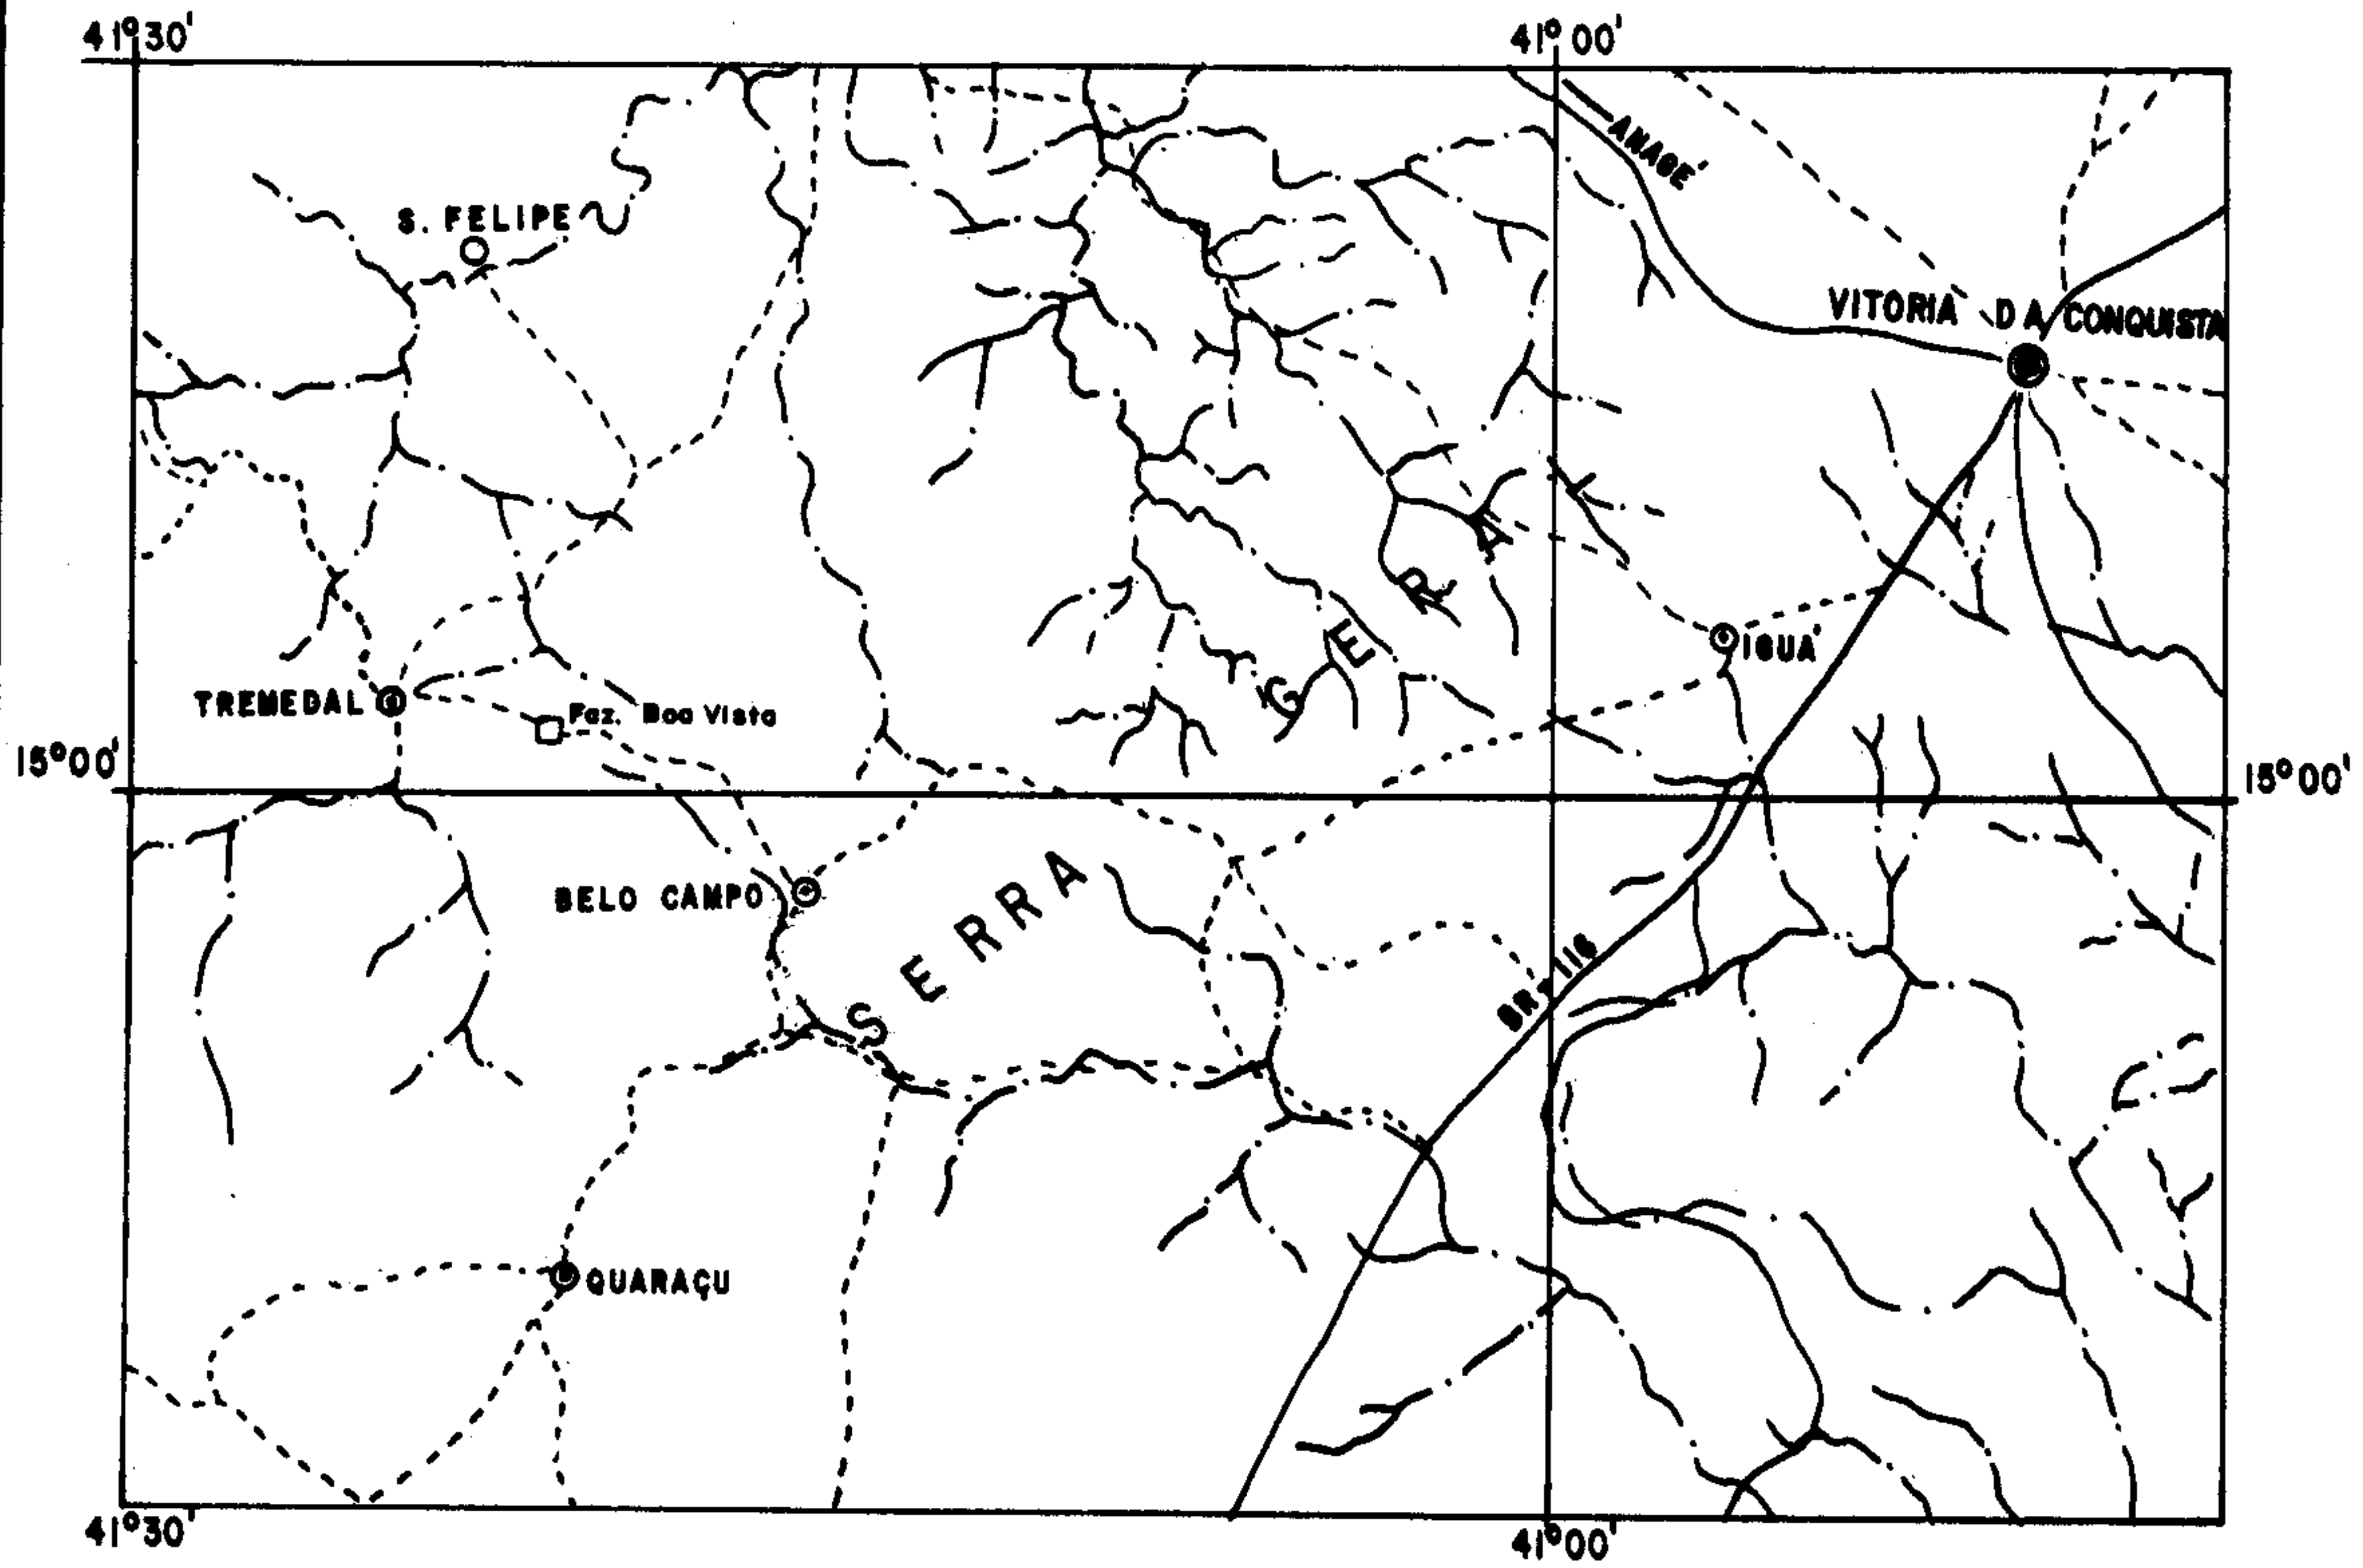 41°30'
41°00'
ANAGÉ
S. FELIPE
VITORIA DA CONQUISTA
IGUÁ
TREMEDAL
Faz. Boa Vista
15°00'
15°00'
SERRA GERA
BELO CAMPO
BR 116
QUARAÇU
41°30'
41°00'